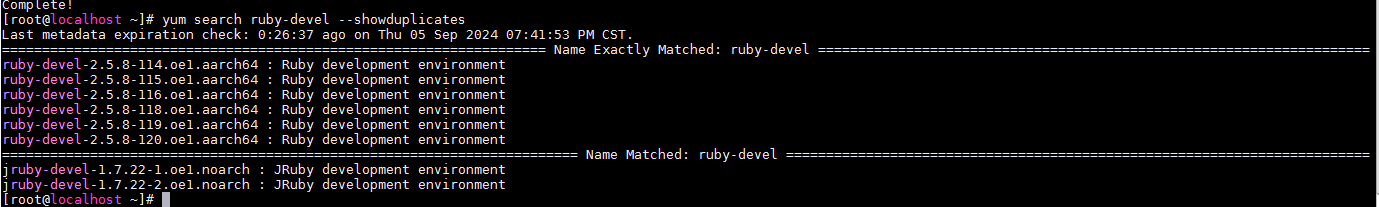 Complete!
[root@localhost ~]# yum search ruby-devel --showduplicates
Last metadata expiration check: 0:26:37 ago on Thu 05 Sep 2024 07:41:53 PM CST.
==================================================================== Name Exactly Matched: ruby-devel =====================================================================
ruby-devel-2.5.8-114.oe1.aarch64 : Ruby development environment
ruby-devel-2.5.8-115.oe1.aarch64 : Ruby development environment
ruby-devel-2.5.8-116.oe1.aarch64 : Ruby development environment
ruby-devel-2.5.8-118.oe1.aarch64 : Ruby development environment
ruby-devel-2.5.8-119.oe1.aarch64 : Ruby development environment
ruby-devel-2.5.8-120.oe1.aarch64 : Ruby development environment
======================================================================== Name Matched: ruby-devel =========================================================================
jruby-devel-1.7.22-1.oe1.noarch : JRuby development environment
jruby-devel-1.7.22-2.oe1.noarch : JRuby development environment
[root@localhost ~]#